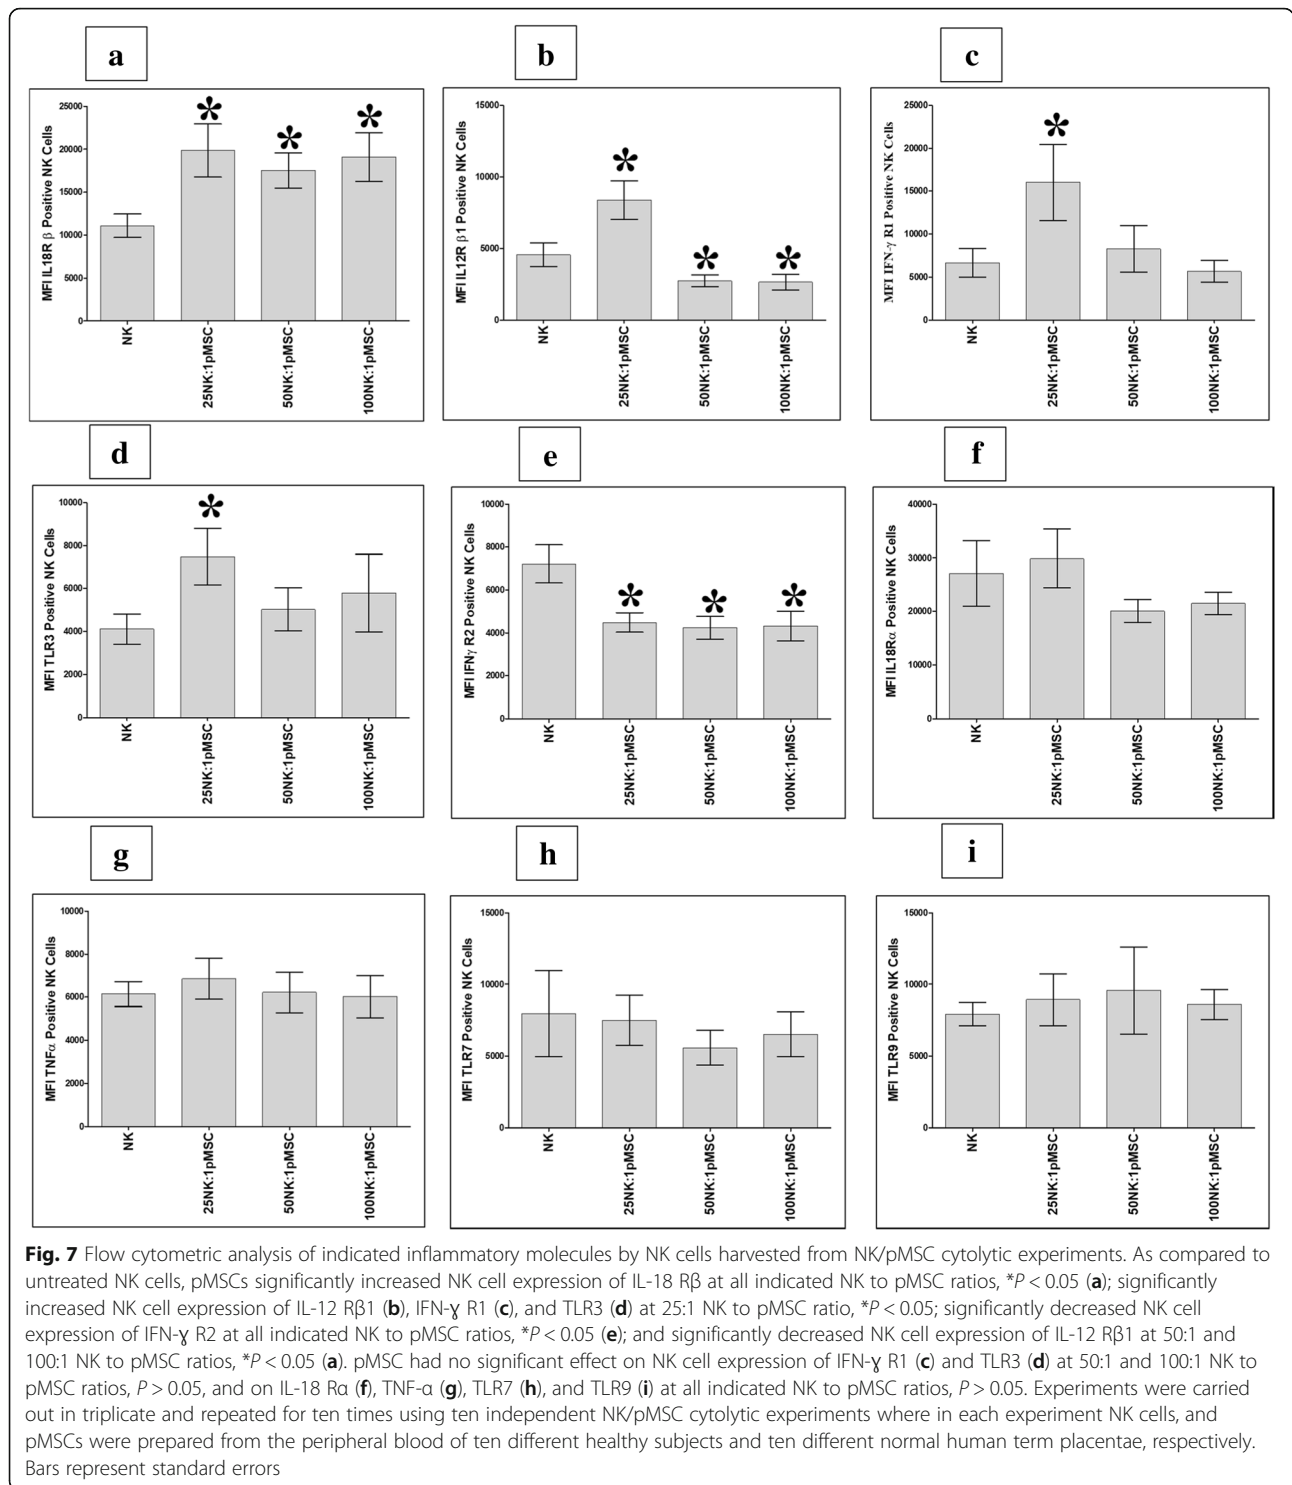 a
b
c
MFI IL18R β Positive NK Cells
25000
20000
15000
10000
5000
0
*
*
*
NK
25NK:1pMSC
50NK:1pMSC
100NK:1pMSC
MFI IL12R β1 Positive NK Cells
15000
10000
5000
0
*
*
*
NK
25NK:1pMSC
50NK:1pMSC
100NK:1pMSC
MFI IFN-γ R1 Positive NK Cells
25000
20000
15000
10000
5000
0
*
NK
25NK:1pMSC
50NK:1pMSC
100NK:1pMSC
d
e
f
MFI TLR3 Positive NK Cells
10000
8000
6000
4000
2000
0
*
NK
25NK:1pMSC
50NK:1pMSC
100NK:1pMSC
MFI IFNγ R2 Positive NK Cells
10000
8000
6000
4000
2000
0
*
*
*
NK
25NK:1pMSC
50NK:1pMSC
100NK:1pMSC
MFI IL18Rα Positive NK Cells
40000
30000
20000
10000
0
NK
25NK:1pMSC
50NK:1pMSC
100NK:1pMSC
g
h
i
MFI TNFα Positive NK Cells
10000
8000
6000
4000
2000
0
NK
25NK:1pMSC
50NK:1pMSC
100NK:1pMSC
MFI TLR7 Positive NK Cells
15000
10000
5000
0
NK
25NK:1pMSC
50NK:1pMSC
100NK:1pMSC
MFI TLR9 Positive NK Cells
15000
10000
5000
0
NK
25NK:1pMSC
50NK:1pMSC
100NK:1pMSC
Fig. 7 Flow cytometric analysis of indicated inflammatory molecules by NK cells harvested from NK/pMSC cytolytic experiments. As compared to
untreated NK cells, pMSCs significantly increased NK cell expression of IL-18 Rβ at all indicated NK to pMSC ratios, *P < 0.05 (a); significantly
increased NK cell expression of IL-12 Rβ1 (b), IFN-ɣ R1 (c), and TLR3 (d) at 25:1 NK to pMSC ratio, *P < 0.05; significantly decreased NK cell
expression of IFN-ɣ R2 at all indicated NK to pMSC ratios, *P < 0.05 (e); and significantly decreased NK cell expression of IL-12 Rβ1 at 50:1 and
100:1 NK to pMSC ratios, *P < 0.05 (a). pMSC had no significant effect on NK cell expression of IFN-ɣ R1 (c) and TLR3 (d) at 50:1 and 100:1 NK to
pMSC ratios, P > 0.05, and on IL-18 Rα (f), TNF-α (g), TLR7 (h), and TLR9 (i) at all indicated NK to pMSC ratios, P > 0.05. Experiments were carried
out in triplicate and repeated for ten times using ten independent NK/pMSC cytolytic experiments where in each experiment NK cells, and
pMSCs were prepared from the peripheral blood of ten different healthy subjects and ten different normal human term placentae, respectively.
Bars represent standard errors